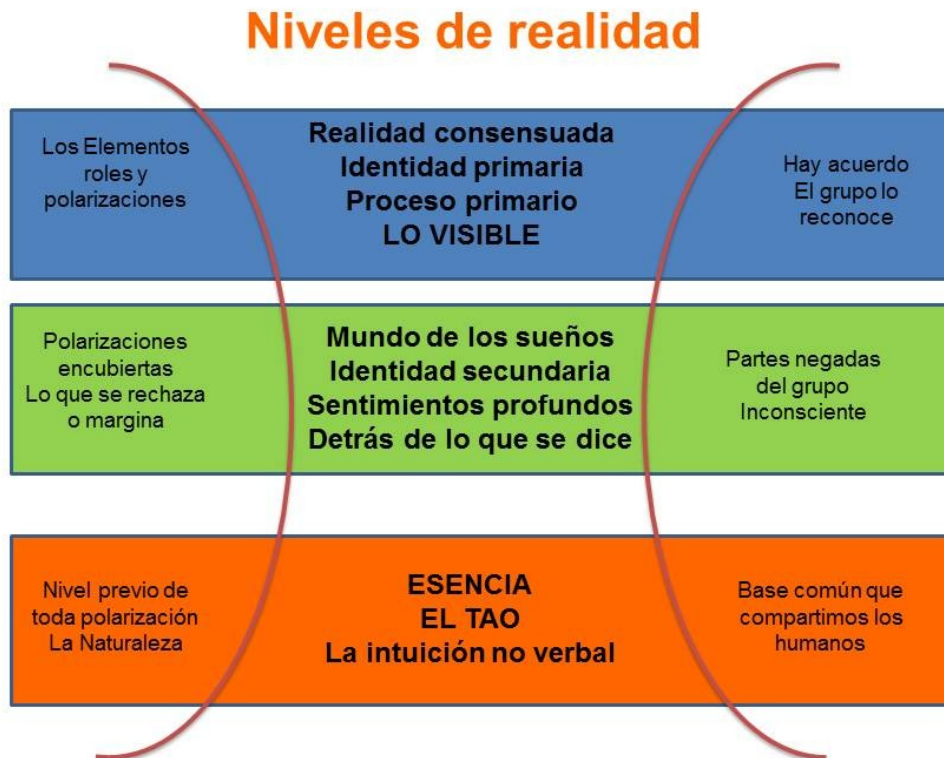 Niveles de realidad
Los Elementos
roles y
polarizaciones
Realidad consensuada
Identidad primaria
Proceso primario
LO VISIBLE
Hay acuerdo
El grupo lo
reconoce
Polarizaciones
encubiertas
Lo que se rechaza
o margina
Mundo de los sueños
Identidad secundaria
Sentimientos profundos
Detrás de lo que se dice
Partes negadas
del grupo
Inconsciente
Nivel previo de
toda polarización
La Naturaleza
ESENCIA
EL TAO
La intuición no verbal
Base común que
compartimos los
humanos